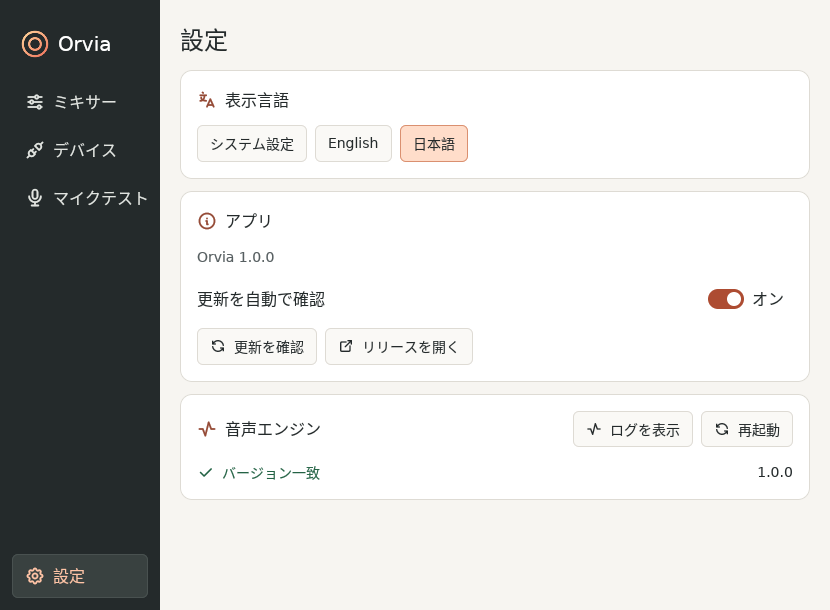 Orvia
ミキサー
デバイス
マイクテスト
設定
設定
表示言語
システム設定 English 日本語
アプリ
Orvia 1.0.0
更新を自動で確認 オン
更新を確認 リリースを開く
音声エンジン ログを表示 再起動
バージョン一致 1.0.0